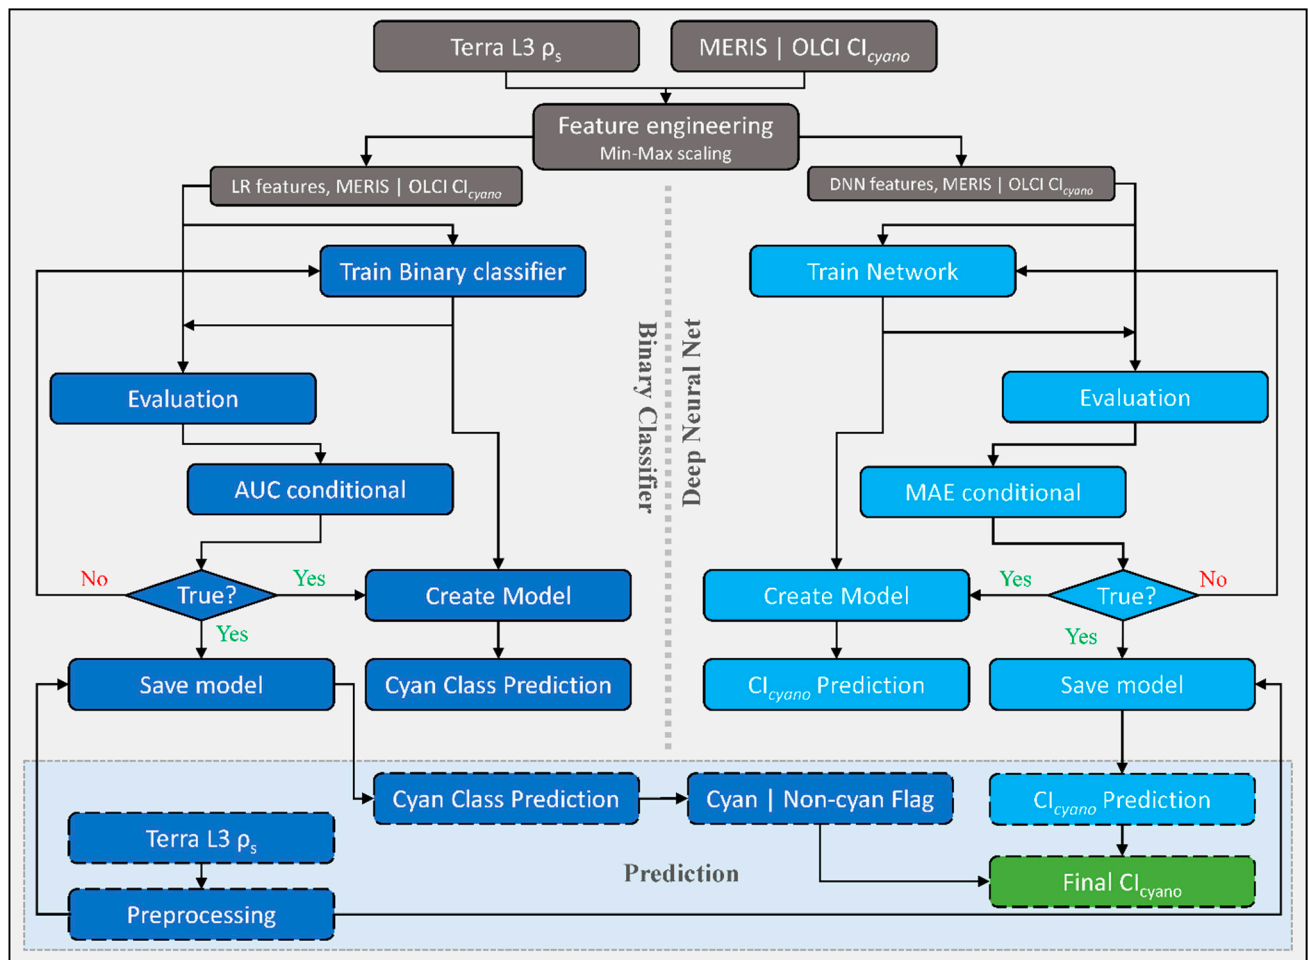 Terra L3 ρs
MERIS | OLCI CIcyano
Feature engineering
Min-Max scaling
LR features, MERIS | OLCI CIcyano
DNN features, MERIS | OLCI CIcyano
Train Binary classifier
Train Network
Binary Classifier
Deep Neural Net
Evaluation
Evaluation
AUC conditional
MAE conditional
No
True?
Yes
Create Model
Create Model
Yes
True?
No
Yes
Yes
Save model
Cyan Class Prediction
CIcyano Prediction
Save model
Cyan Class Prediction
Cyan | Non-cyan Flag
CIcyano Prediction
Terra L3 ρs
Prediction
Final CIcyano
Preprocessing